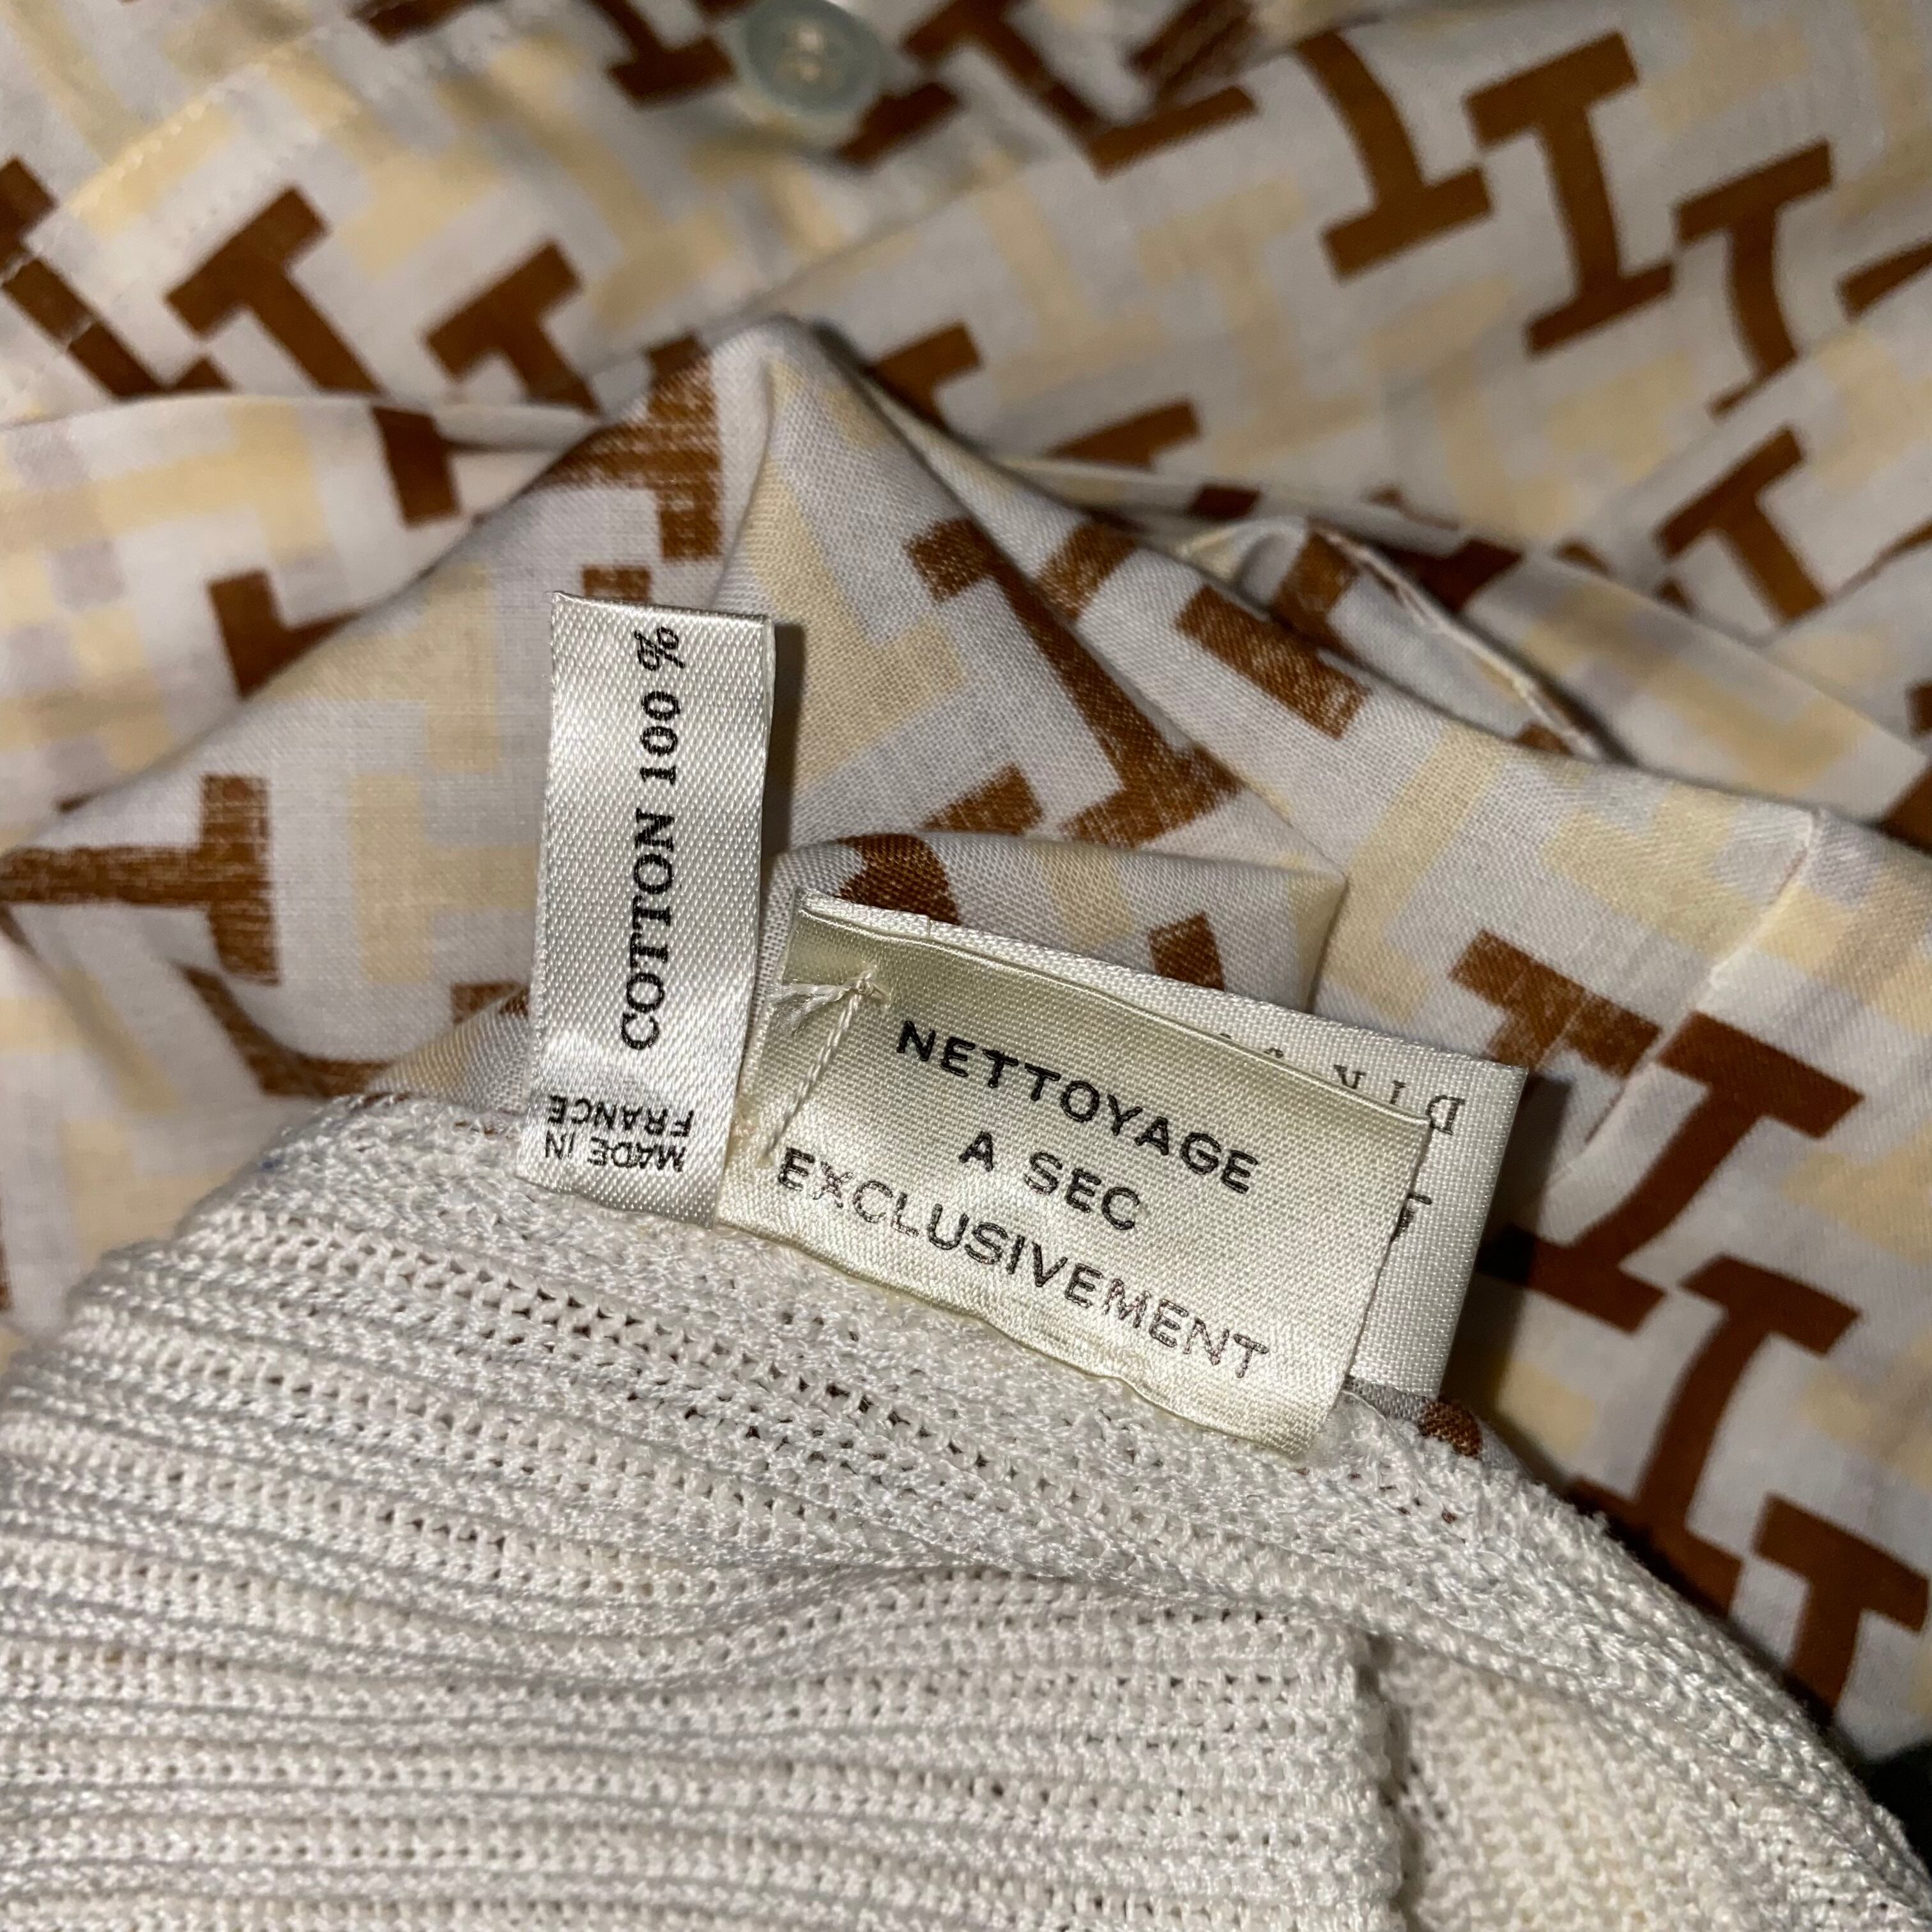 COTTON 100 %
MADE IN
FRANCE
NETTOYAGE
A SEC
EXCLUSIVEMENT